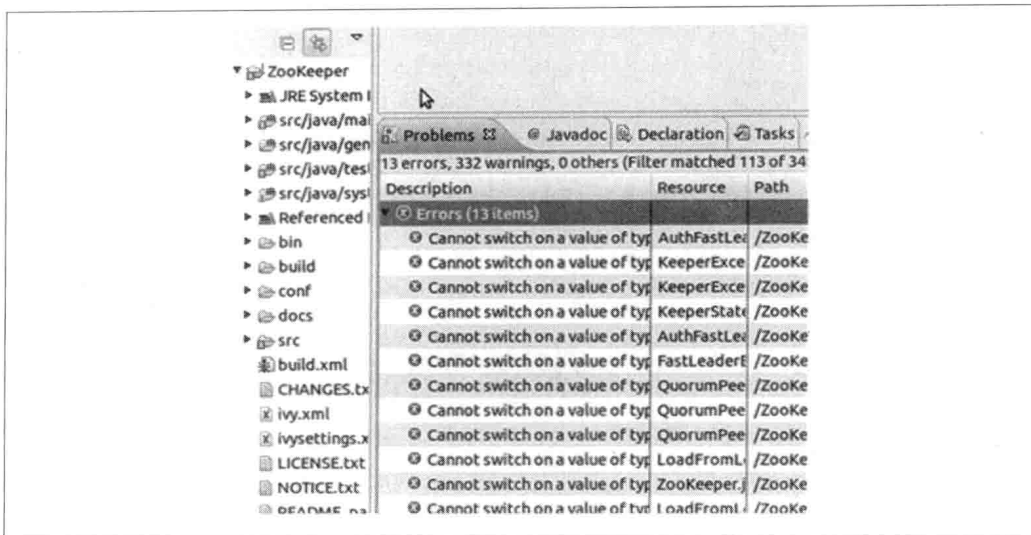 ZooKeeper
JRE System
src/java/mai
src/java/gen
src/java/tes
src/java/sys
Referenced
bin
build
conf
docs
src
build.xml
CHANGES.tx
ivy.xml
ivysettings.x
LICENSE.txt
NOTICE.txt
Problems Javadoc Declaration Tasks
13 errors, 332 warnings, 0 others (Filter matched 113 of 34
Description Resource Path
Errors (13 items)
Cannot switch on a value of typ AuthFastLea /ZooKe
Cannot switch on a value of typ KeeperExce /ZooKe
Cannot switch on a value of typ KeeperExce /ZooKe
Cannot switch on a value of typ KeeperState /ZooKe
Cannot switch on a value of typ AuthFastLea /ZooKe
Cannot switch on a value of typ FastLeaderE /ZooKe
Cannot switch on a value of typ QuorumPee /ZooKe
Cannot switch on a value of typ QuorumPee /ZooKe
Cannot switch on a value of typ QuorumPee /ZooKe
Cannot switch on a value of typ LoadFromL /ZooKe
Cannot switch on a value of typ ZooKeeper.j /ZooKe
Cannot switch on a value of typ LoadFromL /ZooKe